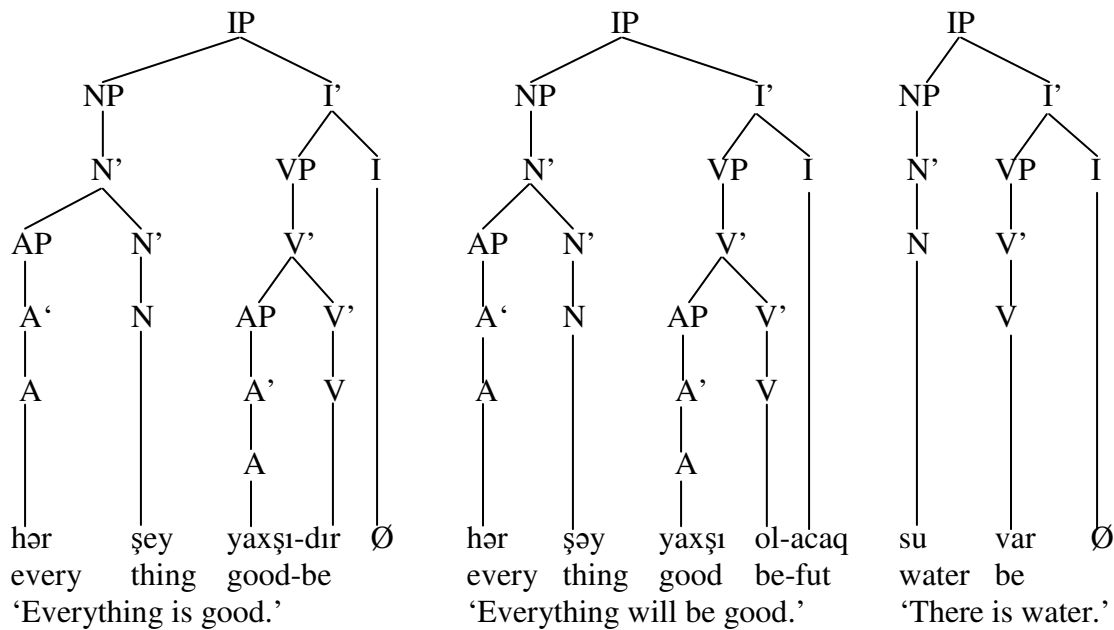 IP IP IP
NP I’ NP I’ NP I’
N’ VP I N’ VP I N’ VP I
AP N’ V’ AP N’ V’ N V’
A‘ N AP V’ A‘ N AP V’ V
A A’ V A A’ V
A A
hər şey yaxşı-dır Ø hər şəy yaxşı ol-acaq su var Ø
every thing good-be every thing good be-fut water be
‘Everything is good.’ ‘Everything will be good.’ ‘There is water.’